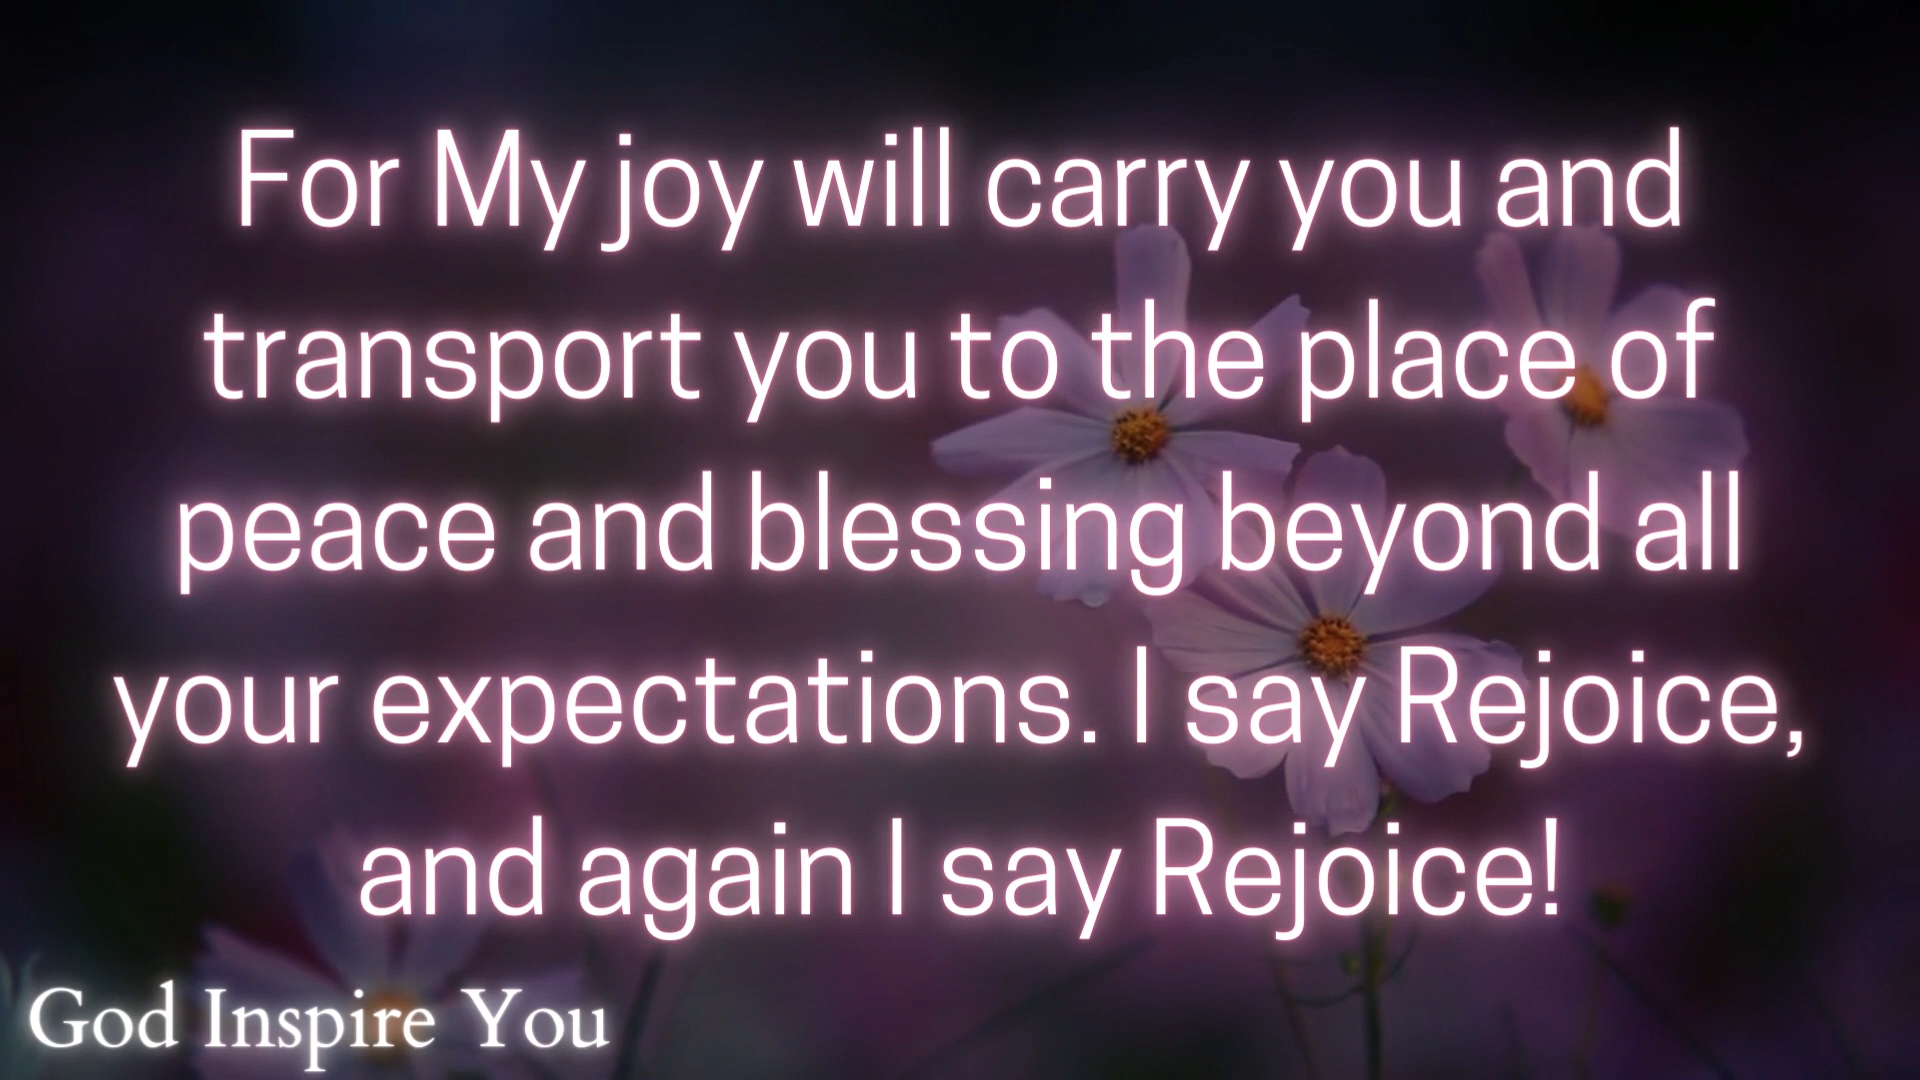 For My joy will carry you and
transport you to the place of
peace and blessing beyond all
your expectations. I say Rejoice,
and again I say Rejoice!
God Inspire You